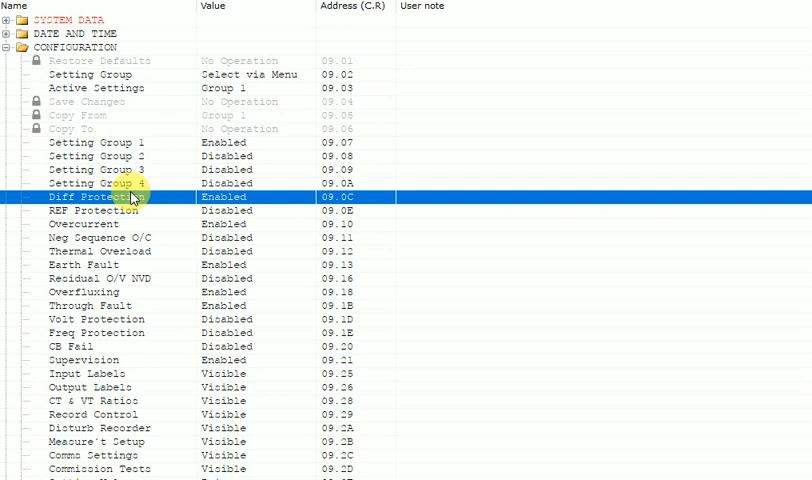 Name Value Address (C.R) User note
SYSTEM DATA
DATE AND TIME
CONFIGURATION
Restore Defaults No Operation 09.01
Setting Group Select via Menu 09.02
Active Settings Group 1 09.03
Save Changes No Operation 09.04
Copy From Group 1 09.05
Copy To No Operation 09.06
Setting Group 1 Enabled 09.07
Setting Group 2 Disabled 09.08
Setting Group 3 Disabled 09.09
Setting Group 4 Disabled 09.0A
Diff Protection Enabled 09.0C
REF Protection Disabled 09.0E
Overcurrent Enabled 09.10
Neg Sequence O/C Disabled 09.11
Thermal Overload Disabled 09.12
Earth Fault Enabled 09.13
Residual O/V NVD Disabled 09.16
Overfluxing Enabled 09.18
Through Fault Enabled 09.1B
Volt Protection Disabled 09.1D
Freq Protection Disabled 09.1E
CB Fail Disabled 09.20
Supervision Enabled 09.21
Input Labels Visible 09.25
Output Labels Visible 09.26
CT & VT Ratios Visible 09.28
Record Control Visible 09.29
Disturb Recorder Visible 09.2A
Measure't Setup Visible 09.2B
Comms Settings Visible 09.2C
Commission Tests Visible 09.2D